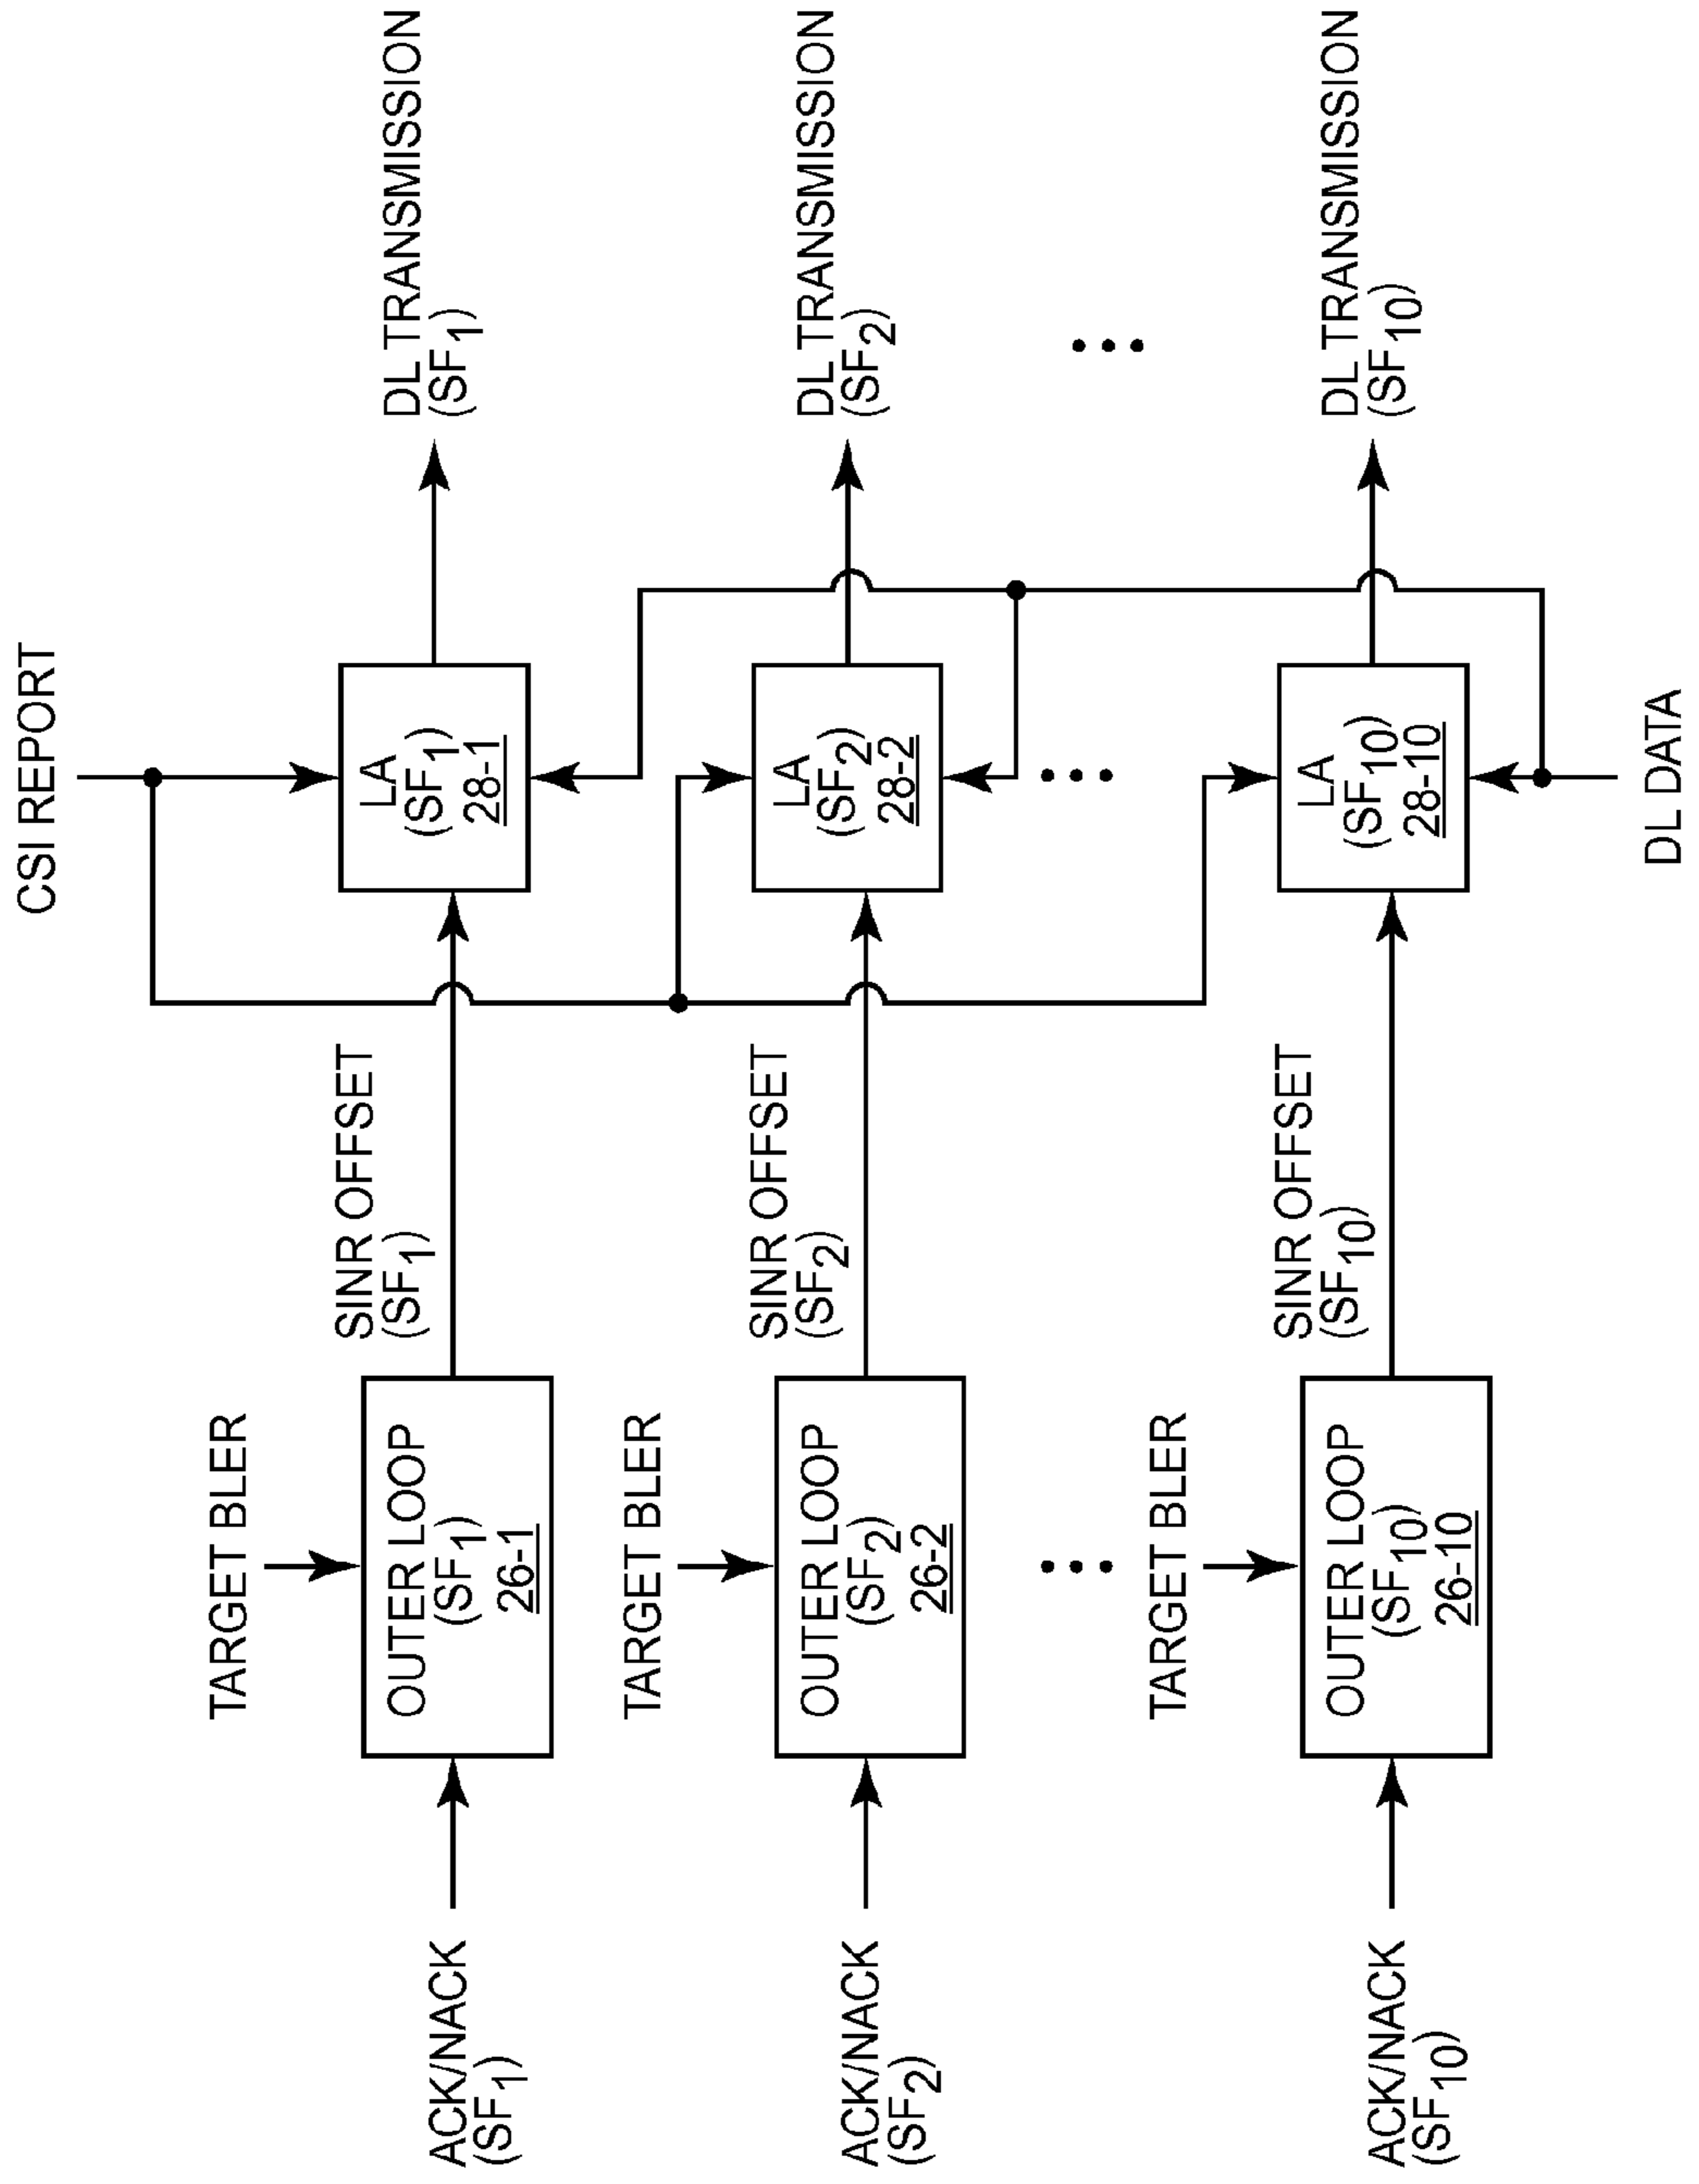 CSI REPORT
TARGET BLER
ACK/NACK
(SF1)
OUTER LOOP
(SF1)
26-1
SINR OFFSET
(SF1)
LA
(SF1)
28-1
DL TRANSMISSION
(SF1)
TARGET BLER
ACK/NACK
(SF2)
OUTER LOOP
(SF2)
26-2
SINR OFFSET
(SF2)
LA
(SF2)
28-2
DL TRANSMISSION
(SF2)
TARGET BLER
ACK/NACK
(SF10)
OUTER LOOP
(SF10)
26-10
SINR OFFSET
(SF10)
LA
(SF10)
28-10
DL TRANSMISSION
(SF10)
DL DATA